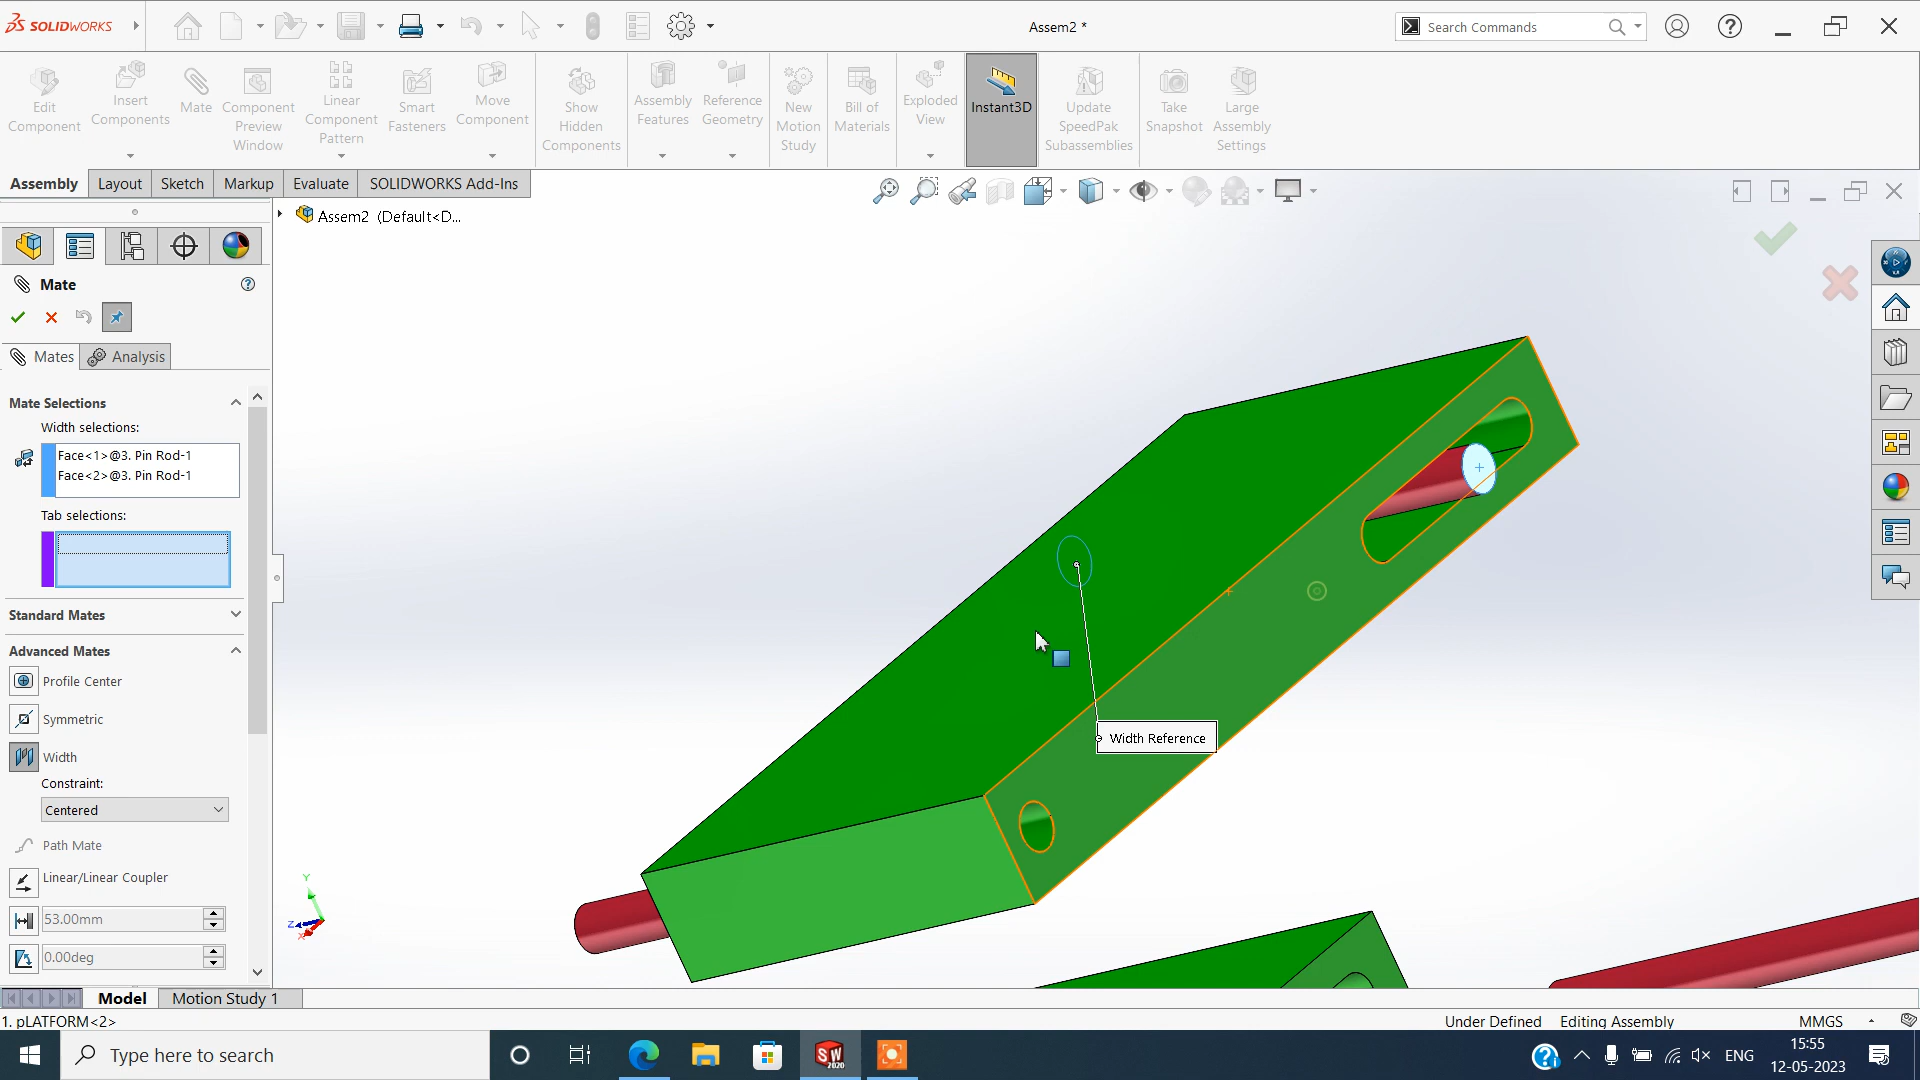 SOLIDWORKS
Assem2 *
Search Commands
Edit Component
Insert Components
Mate
Component Preview Window
Linear Component Pattern
Smart Fasteners
Move Component
Show Hidden Components
Assembly Features
Reference Geometry
New Motion Study
Bill of Materials
Exploded View
Instant3D
Update SpeedPak Subassemblies
Take Snapshot
Large Assembly Settings
Assembly
Layout
Sketch
Markup
Evaluate
SOLIDWORKS Add-Ins
Assem2 (Default<D...
Mate
Mates
Analysis
Mate Selections
Width selections:
Face<1>@3. Pin Rod-1
Face<2>@3. Pin Rod-1
Tab selections:
Standard Mates
Advanced Mates
Profile Center
Symmetric
Width
Constraint:
Centered
Path Mate
Linear/Linear Coupler
53.00mm
0.00deg
Width Reference
Y
Z
X
Model
Motion Study 1
1. pLATFORM<2>
Under Defined
Editing Assembly
MMGS
Type here to search
SW
2020
ENG
15:55
12-05-2023